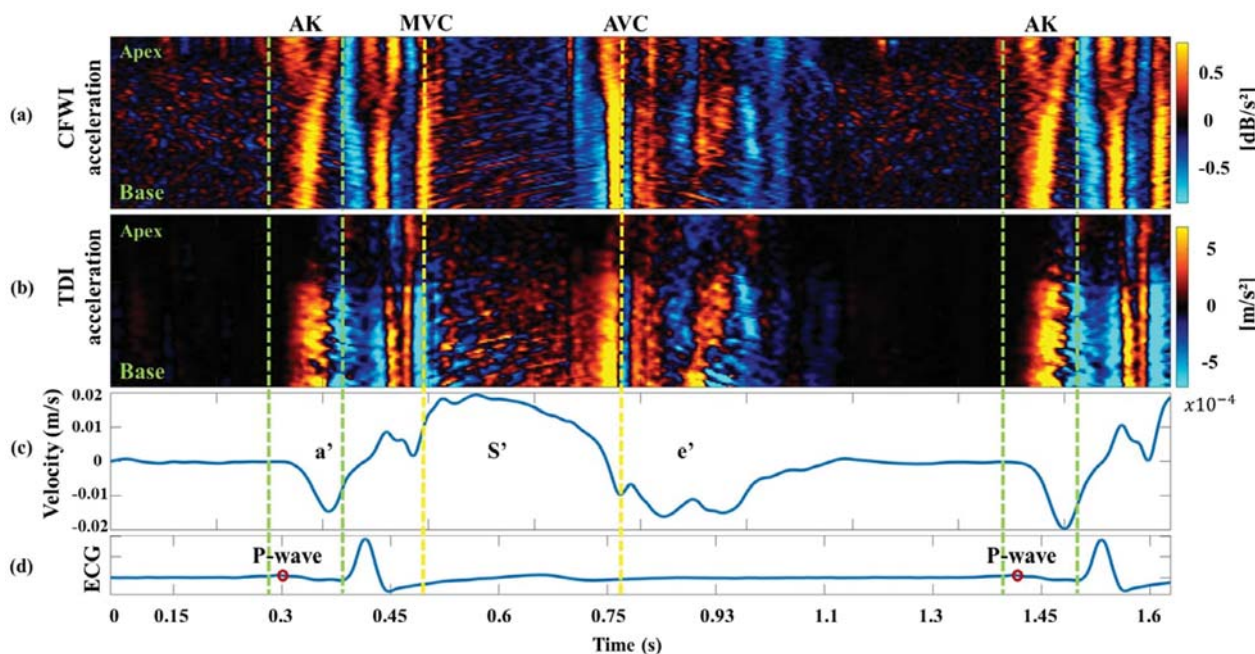 AK MVC AVC AK
(a)
CFWI
acceleration
Apex
Base
0.5
0
-0.5
[dB/s²]
(b)
TDI
acceleration
Apex
Base
5
0
-5
[m/s²]
x10⁻⁴
(c)
Velocity (m/s)
0.02
0.01
0
-0.01
-0.02
a’ S’ e’
(d)
ECG
P-wave P-wave
0 0.15 0.3 0.45 0.6 0.75 0.93 1.1 1.3 1.45 1.6
Time (s)